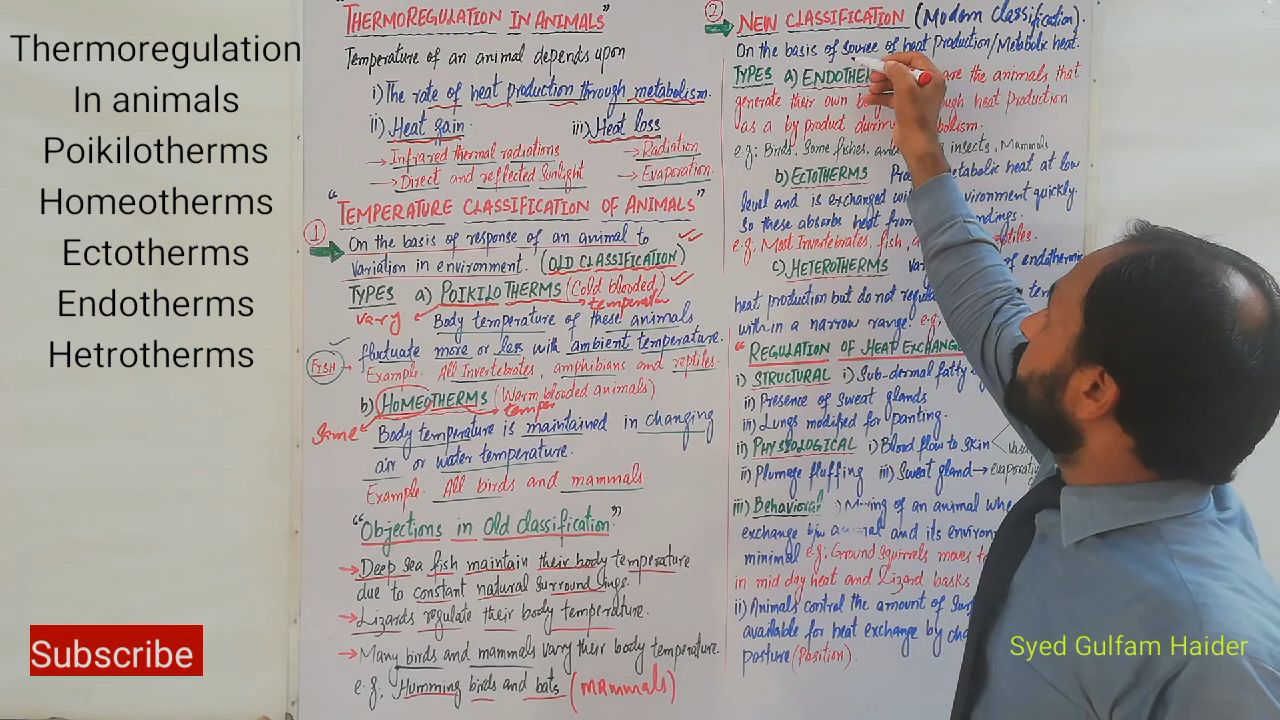 Thermoregulation
In animals
Poikilotherms
Homeotherms
Ectotherms
Endotherms
Hetrotherms
Subscribe
"THERMOREGULATION IN ANIMALS"
Temperature of an animal depends upon
i) The rate of heat production through metabolism.
ii) Heat gain. iii) Heat loss
→ Infrared thermal radiations → Radiation
→ Direct and reflected Sunlight → Evaporation.
"TEMPERATURE CLASSIFICATION OF ANIMALS"
1 On the basis of response of an animal to
variation in environment. (OLD CLASSIFICATION)
TYPES a) POIKILOTHERMS (Cold blooded)
vary temperature
Body temperature of these animals
fluctuate more or less with ambient temperature.
FISH → Example. All Invertebrates, amphibians and reptiles.
b) HOMEOTHERMS (Warm blooded animals)
Same temper
Body temperature is maintained in changing
air or water temperature.
Example. All birds and mammals
"Objections in Old classification"
→ Deep sea fish maintain their body temperature
due to constant natural surroundings.
→ Lizards regulate their body temperature.
→ Many birds and mammals vary their body temperature.
e.g; Humming birds and bats (mammals)
2 NEW CLASSIFICATION (Modern classification).
On the basis of source of heat Production/Metabolic heat.
TYPES a) ENDOTHE are the animals that
generate their own heat Production
as a by product
e.g; Birds, Some fishes, insects, Mammals
b) ECTOTHERMS metabolic heat at low
level and is exchanged environment quickly.
So these absorbs heat
e.g; Most Invertebrates, fish,
c) HETEROTHERMS of endothermic
heat production but do not
with in a narrow range. e.g;
"REGULATION OF HEAT EXCHANGE
i) STRUCTURAL i) Sub-dermal fatty
ii) Presence of sweat glands
iii) Lungs modified for panting.
ii) PHYSIOLOGICAL i) Blood flow to skin
ii) Plumage fluffing iii) Sweat gland →
iii) Behavioral of an animal
exchange and its
minimal e.g; Ground squirrels moves
in mid day heat and lizard basks
ii) Animals control the amount of
available for heat exchange by
posture (Position).
Syed Gulfam Haider